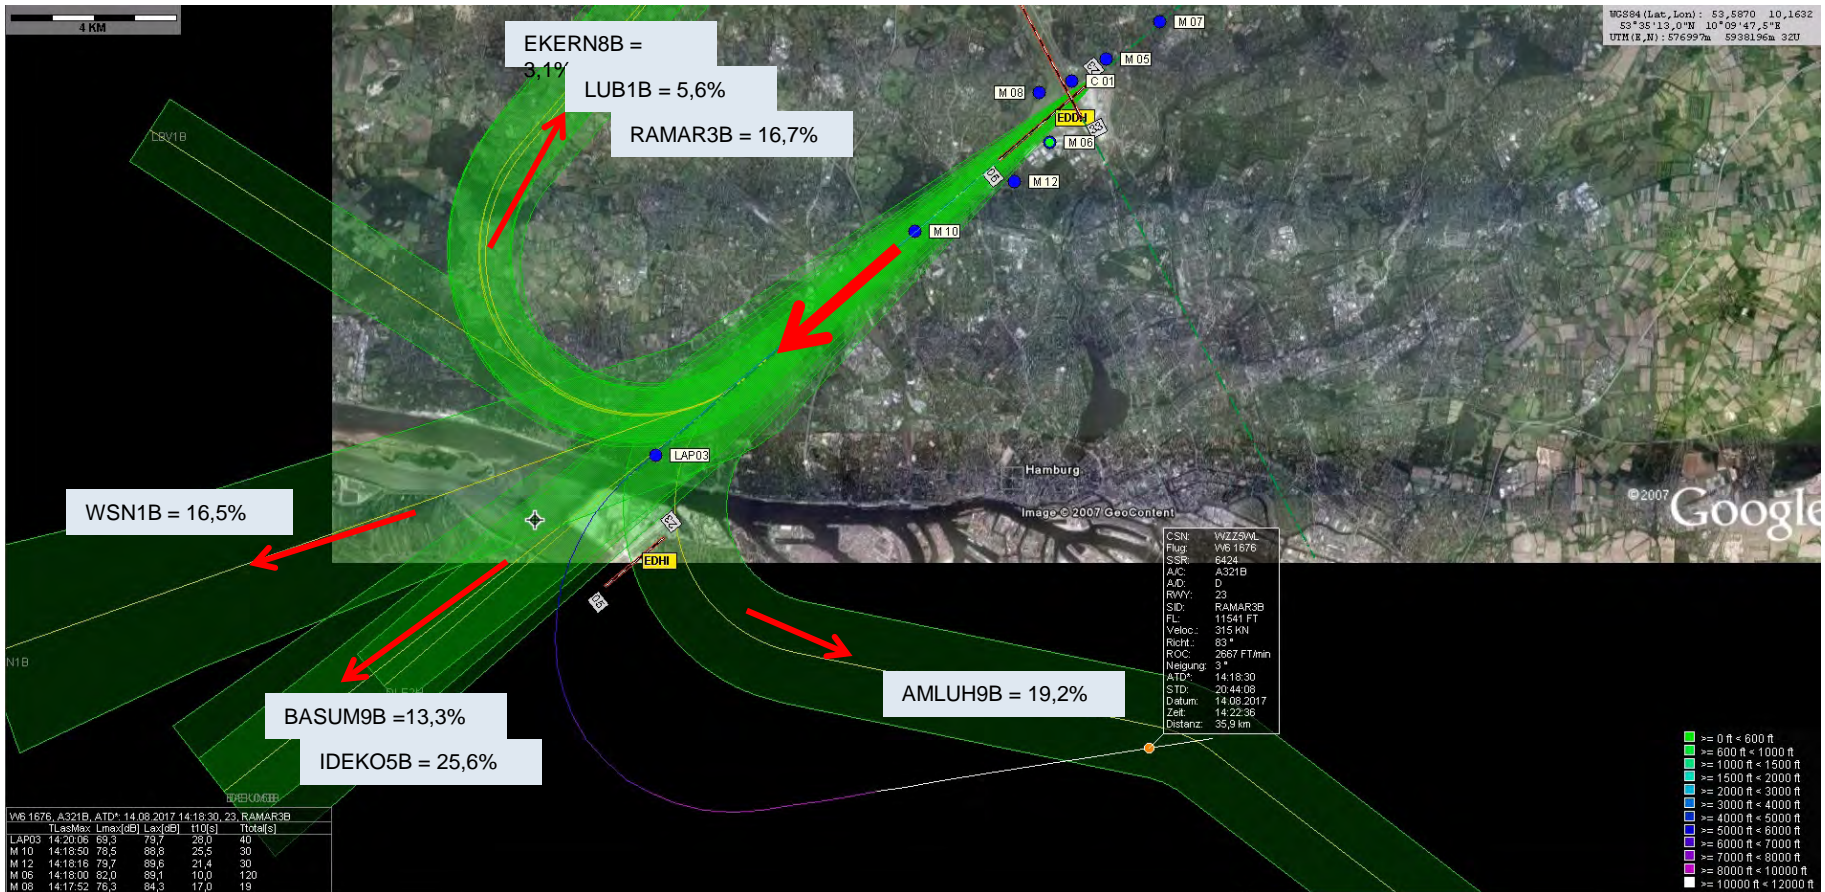 4 KM
WGS84 (Lat,Lon): 53,5870 10,1632
53°35'13,0"N 10°09'47,5"E
UTM(E,N): 576997m 5938196m 32U
EKERN8B =
3,1%
LUB1B = 5,6%
RAMAR3B = 16,7%
M 07
M 05
C 01
M 08
EDDH
33
M 06
M 12
M 10
LBV1B
LAP03
Hamburg
Image © 2007 GeoContent
©2007 Google
WSN1B = 16,5%
23
EDHI
05
N1B
AMLUH9B = 19,2%
BASUM9B =13,3%
IDEKO5B = 25,6%
CSN: WZZ5WL
Flug: W6 1676
SSR: 6424
A/C: A321B
A/D: D
RWY: 23
SID: RAMAR3B
FL: 11541 FT
Veloc.: 315 KN
Richt.: 83 °
ROC: 2667 FT/min
Neigung: 3 °
ATD*: 14:18:30
STD: 20:44:08
Datum: 14.08.2017
Zeit: 14:22:36
Distanz: 35,9 km
W6 1676, A321B, ATD*: 14.08.2017 14:18:30, 23, RAMAR3B
TLasMax Lmax[dB] Lax[dB] t10[s] Ttotal[s]
LAP03 14:20:06 69,3 79,7 28,0 40
M 10 14:18:50 78,5 88,8 25,5 30
M 12 14:18:16 79,7 89,6 21,4 30
M 06 14:18:00 82,0 89,1 10,0 120
M 08 14:17:52 76,3 84,3 17,0 19
>= 0 ft < 600 ft
>= 600 ft < 1000 ft
>= 1000 ft < 1500 ft
>= 1500 ft < 2000 ft
>= 2000 ft < 3000 ft
>= 3000 ft < 4000 ft
>= 4000 ft < 5000 ft
>= 5000 ft < 6000 ft
>= 6000 ft < 7000 ft
>= 7000 ft < 8000 ft
>= 8000 ft < 10000 ft
>= 10000 ft < 12000 ft